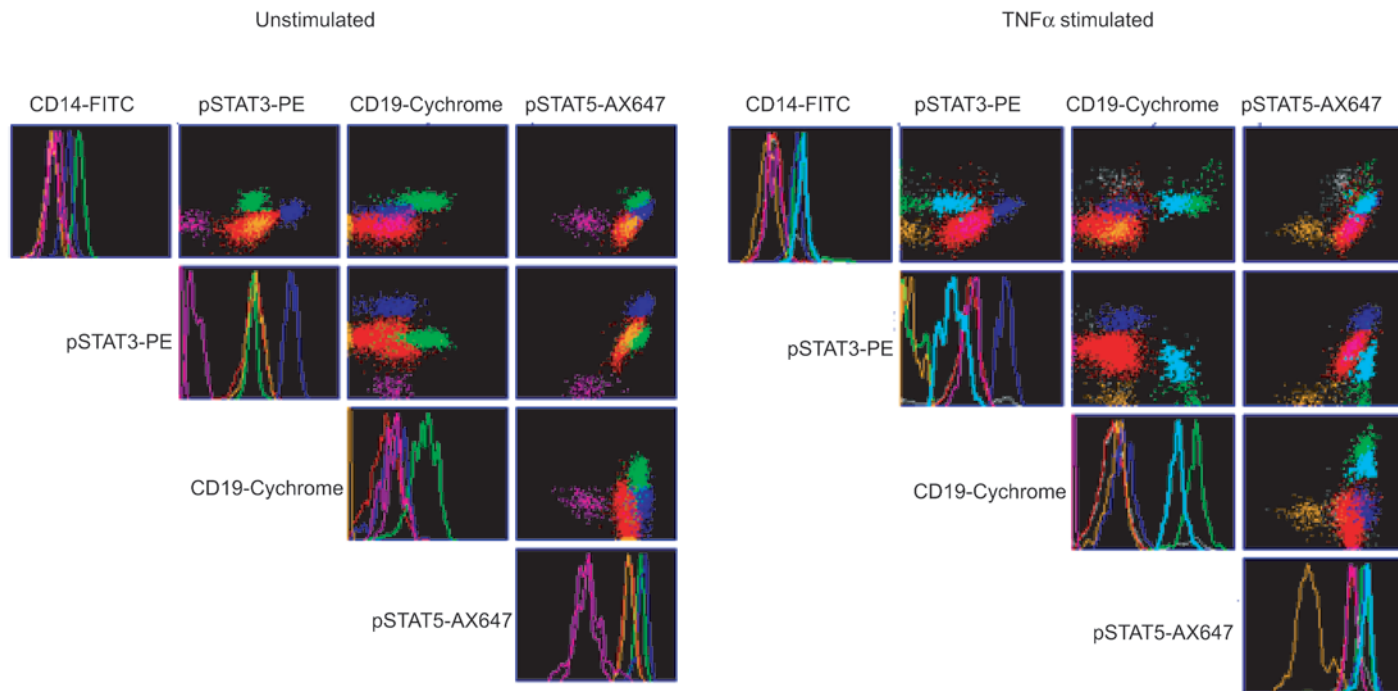 Unstimulated
TNFα stimulated
CD14-FITC pSTAT3-PE CD19-Cychrome pSTAT5-AX647
CD14-FITC pSTAT3-PE CD19-Cychrome pSTAT5-AX647
pSTAT3-PE
pSTAT3-PE
CD19-Cychrome
CD19-Cychrome
pSTAT5-AX647
pSTAT5-AX647